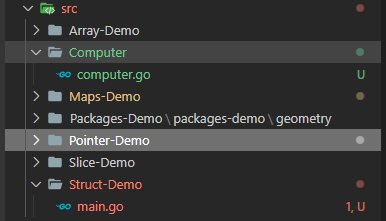 src
Array-Demo
Computer
computer.go U
Maps-Demo
Packages-Demo\packages-demo\geometry
Pointer-Demo
Slice-Demo
Struct-Demo
main.go 1, U